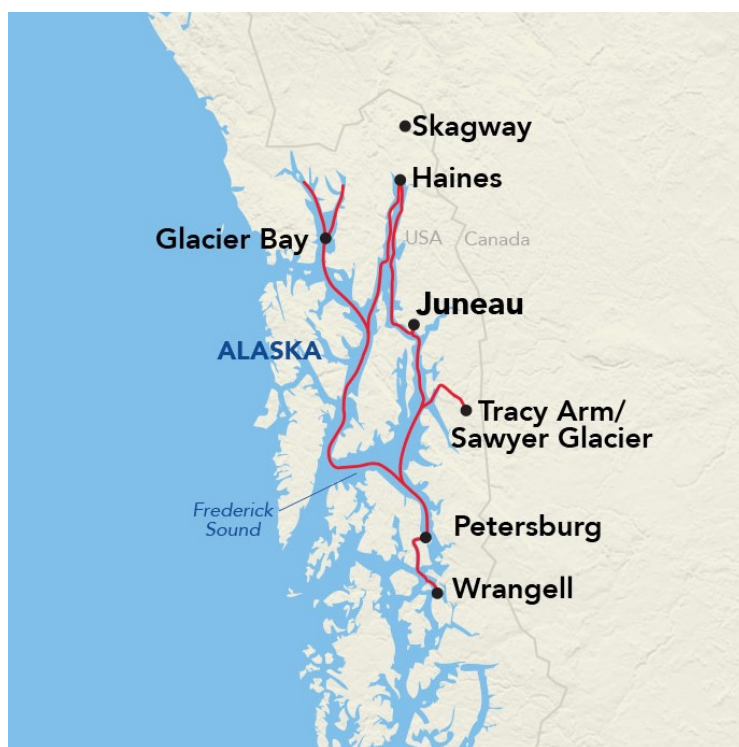 Skagway
Haines
Glacier Bay
USA
Canada
Juneau
ALASKA
Tracy Arm/
Sawyer Glacier
Frederick
Sound
Petersburg
Wrangell